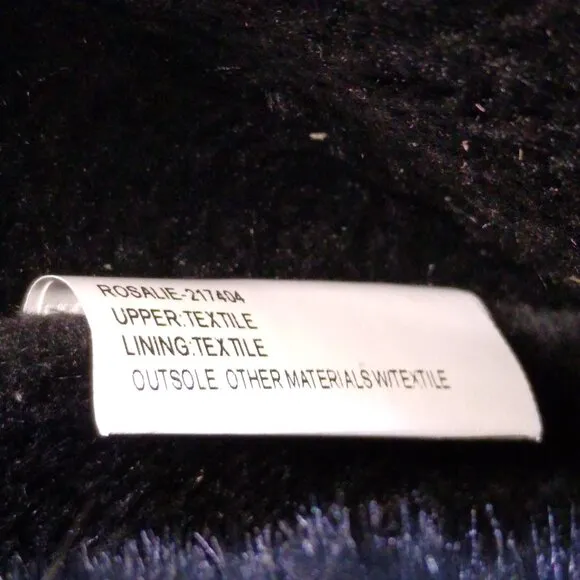 ROSALIE-217404
UPPER:TEXTILE
LINING:TEXTILE
OUTSOLE OTHER MATERIALS W/TEXTILE